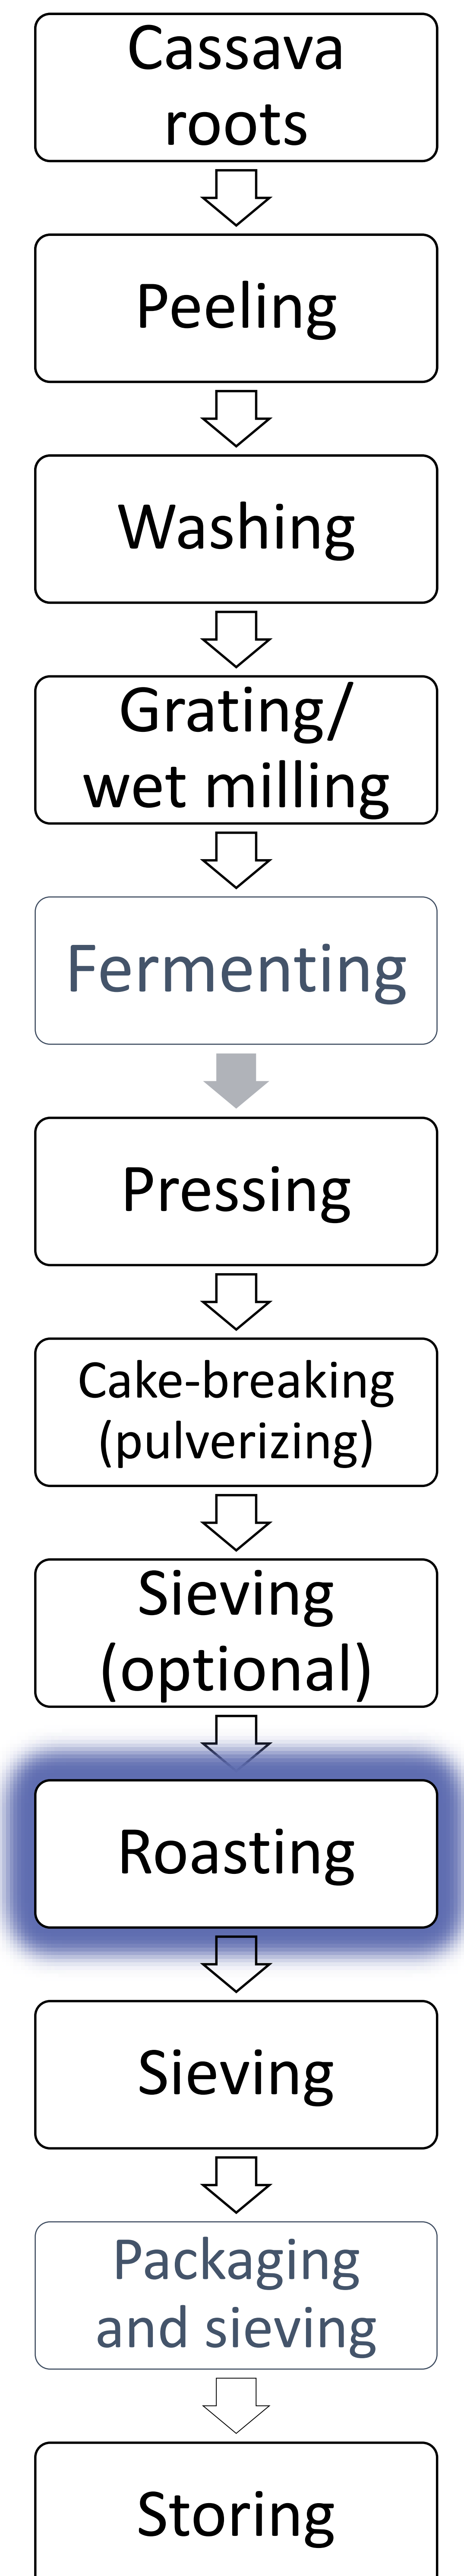 Cassava
roots
Peeling
Washing
Grating/
wet milling
Fermenting
Pressing
Cake-breaking
(pulverizing)
Sieving
(optional)
Roasting
Sieving
Packaging
and sieving
Storing